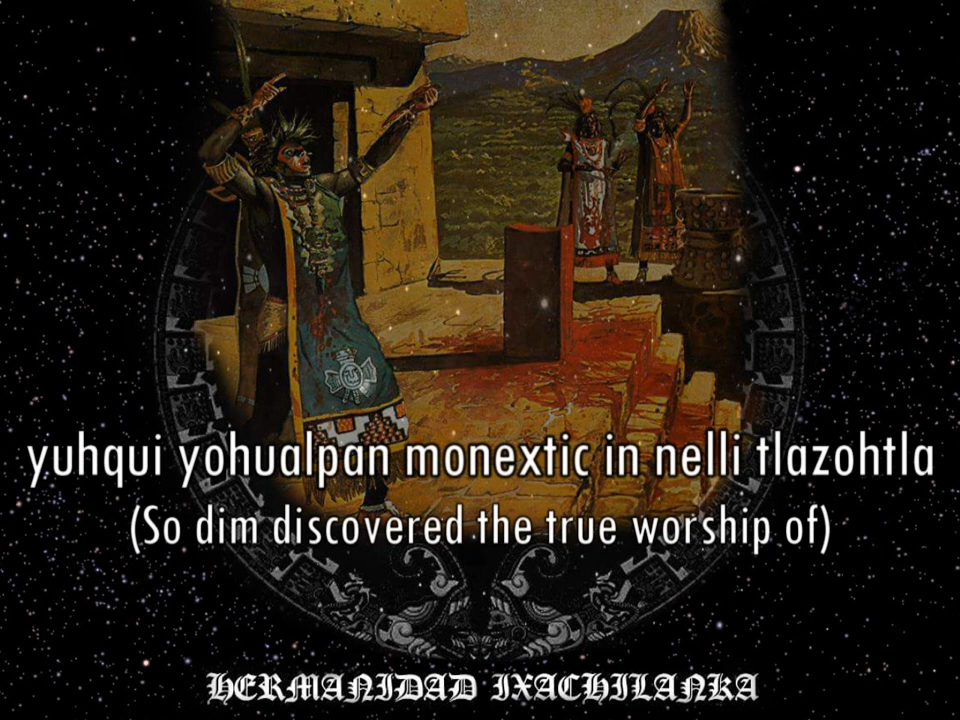 yuhqui yohualpan monextic in nelli tlazohtla
(So dim discovered the true worship of)
HERMANIDAD IXACHILANKA